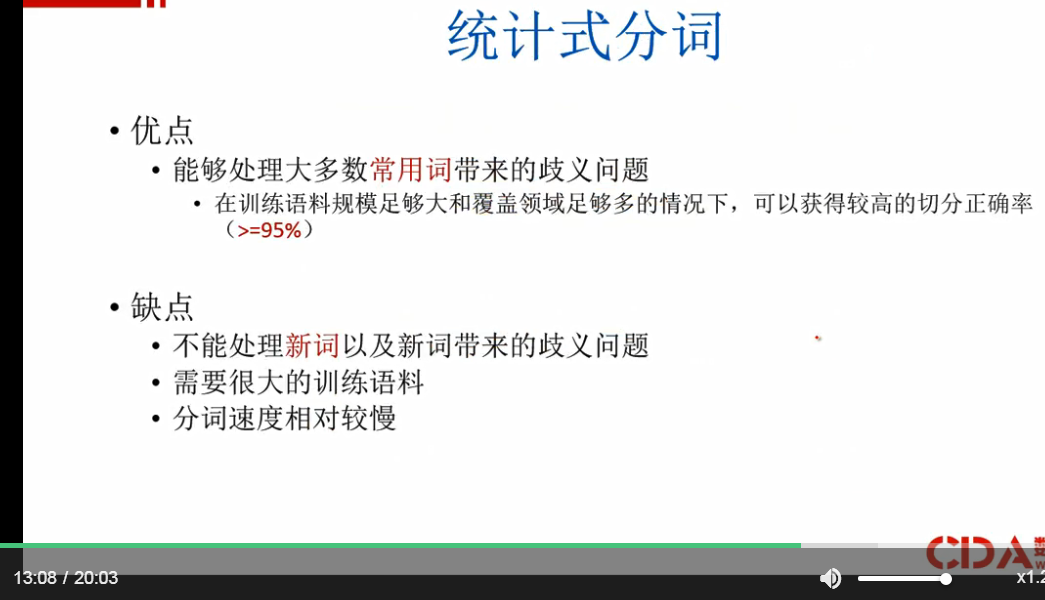 统计式分词
• 优点
• 能够处理大多数常用词带来的歧义问题
• 在训练语料规模足够大和覆盖领域足够多的情况下，可以获得较高的切分正确率
（>=95%）
• 缺点
• 不能处理新词以及新词带来的歧义问题
• 需要很大的训练语料
• 分词速度相对较慢
CDA
13:08 / 20:03